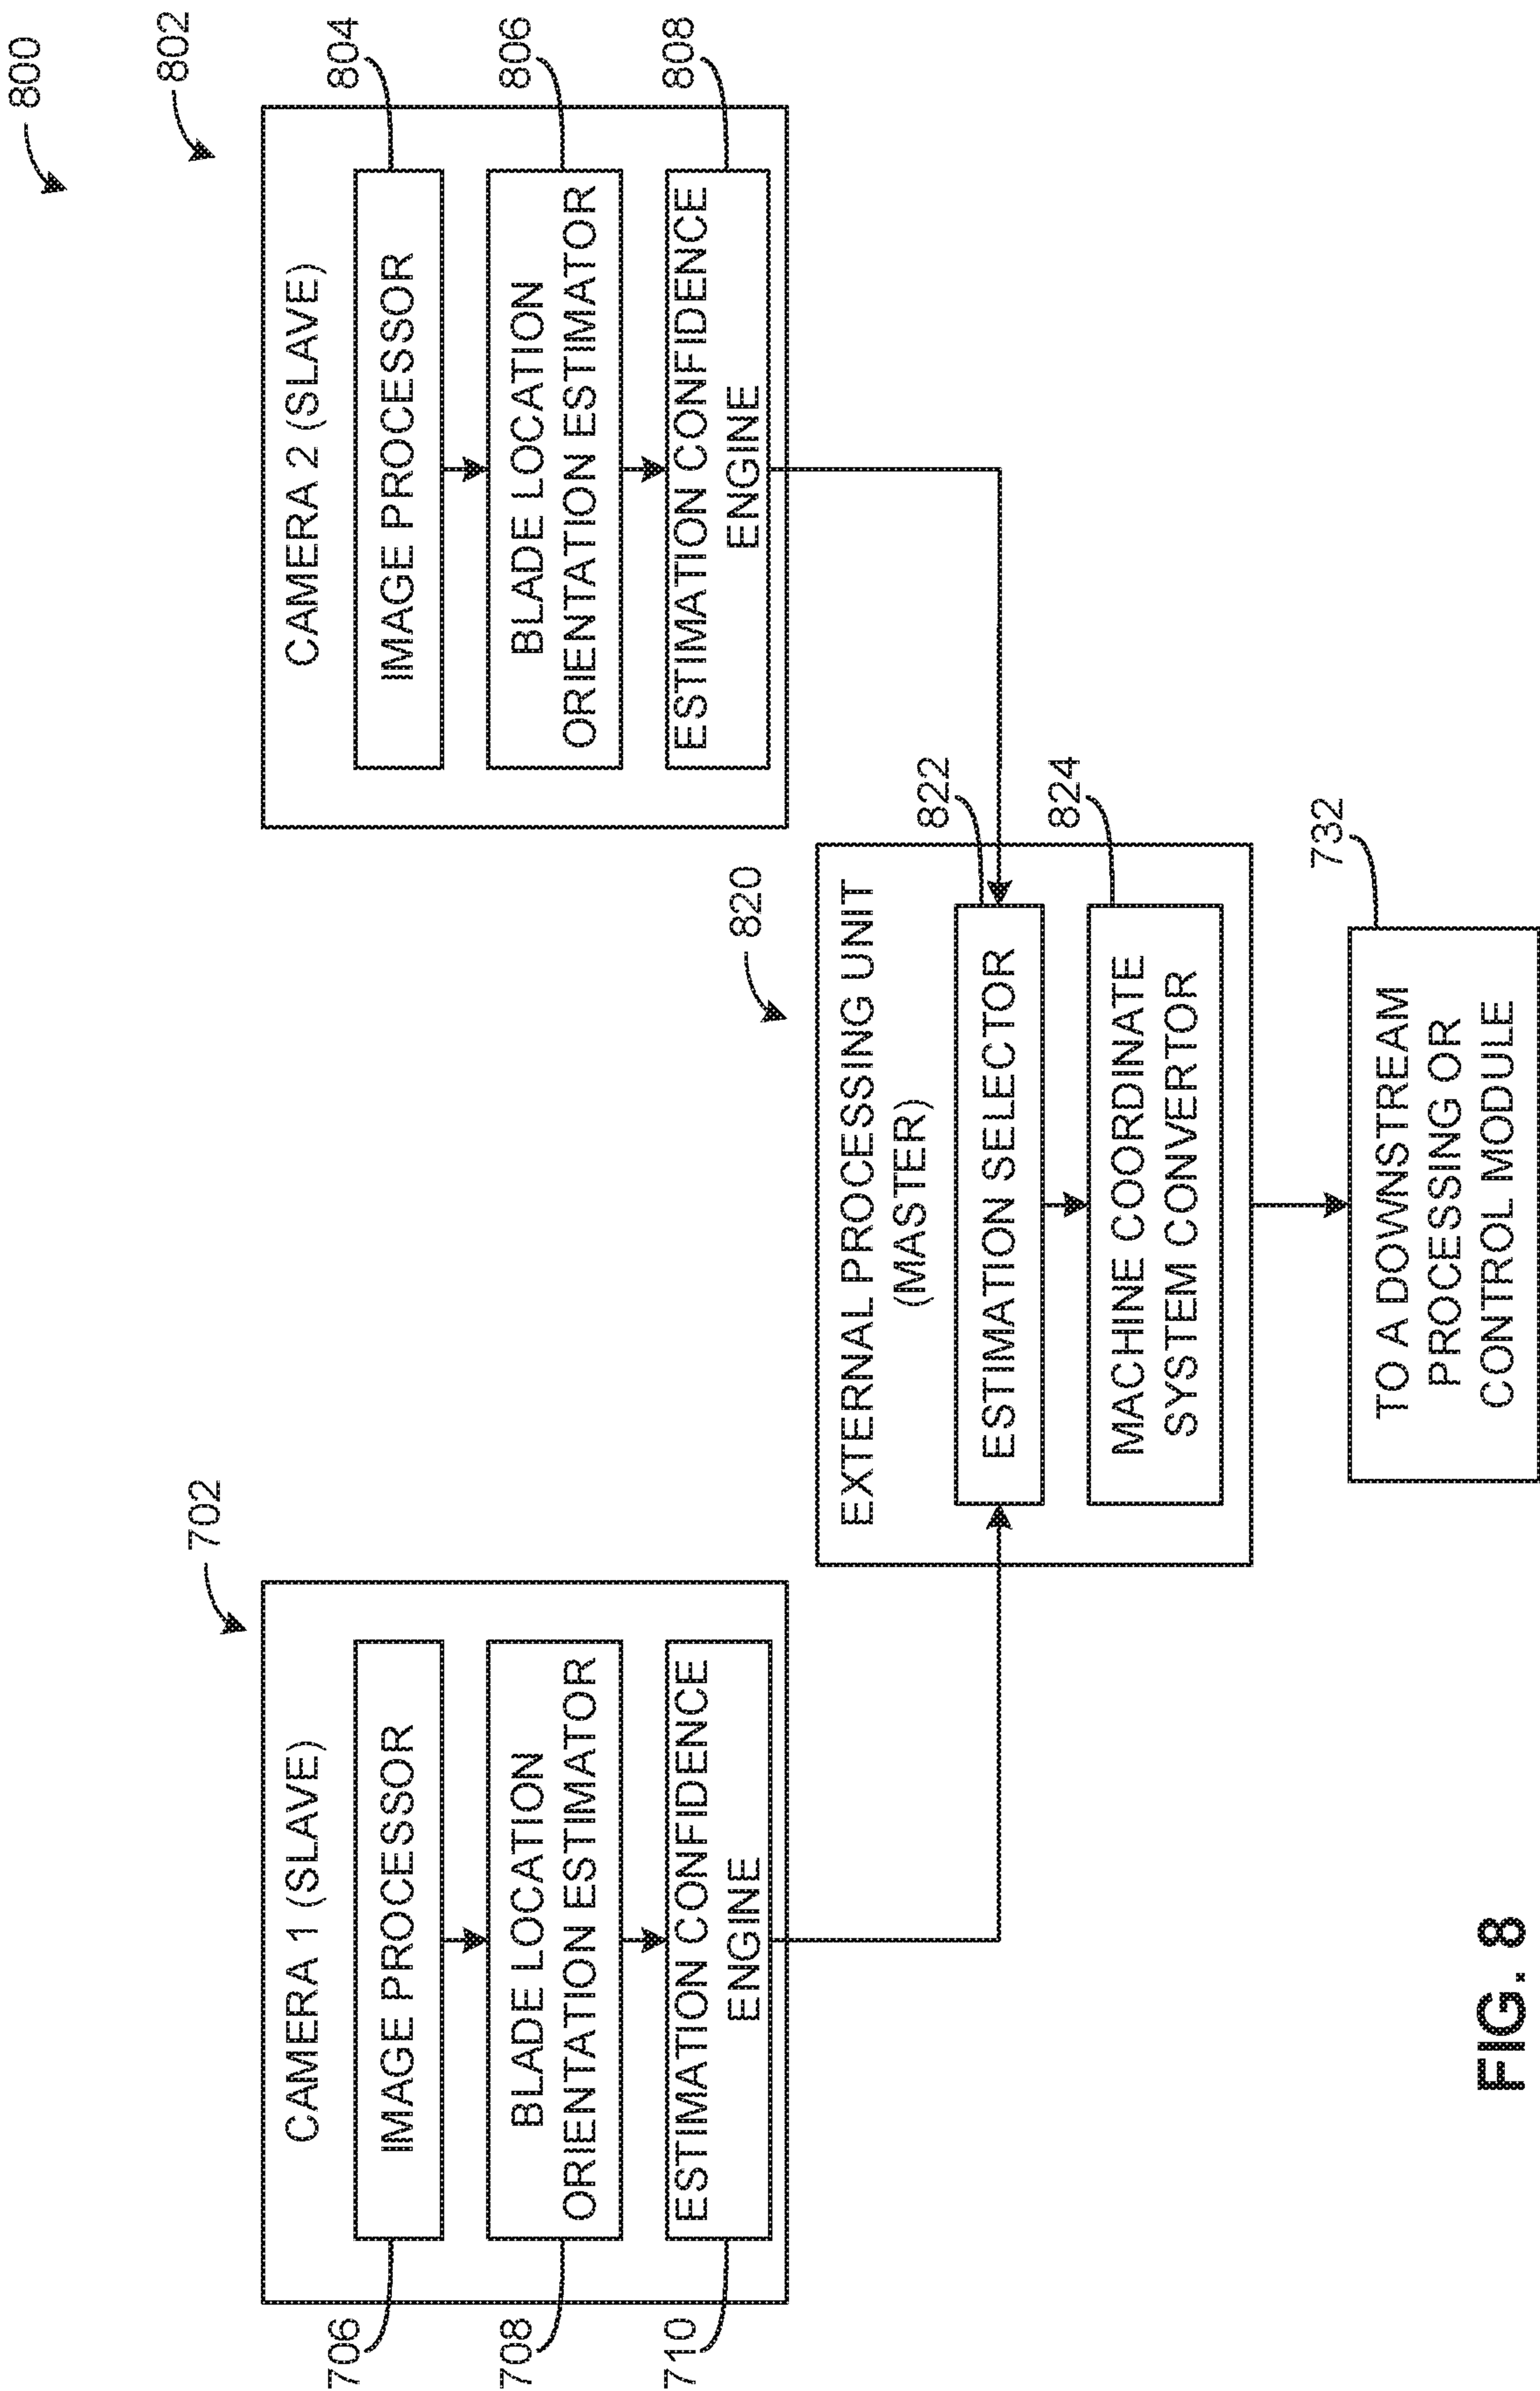 800
702
CAMERA 1 (SLAVE)
706
IMAGE PROCESSOR
708
BLADE LOCATION
ORIENTATION ESTIMATOR
710
ESTIMATION CONFIDENCE
ENGINE
802
CAMERA 2 (SLAVE)
804
IMAGE PROCESSOR
806
BLADE LOCATION
ORIENTATION ESTIMATOR
808
ESTIMATION CONFIDENCE
ENGINE
820
EXTERNAL PROCESSING UNIT
(MASTER)
822
ESTIMATION SELECTOR
824
MACHINE COORDINATE
SYSTEM CONVERTOR
732
TO A DOWNSTREAM
PROCESSING OR
CONTROL MODULE
FIG. 8